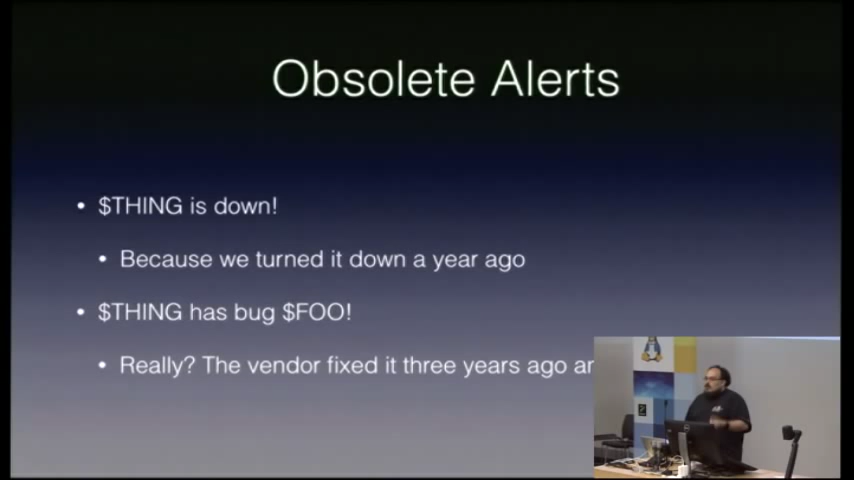 Obsolete Alerts
• $THING is down!
• Because we turned it down a year ago
• $THING has bug $FOO!
• Really? The vendor fixed it three years ago